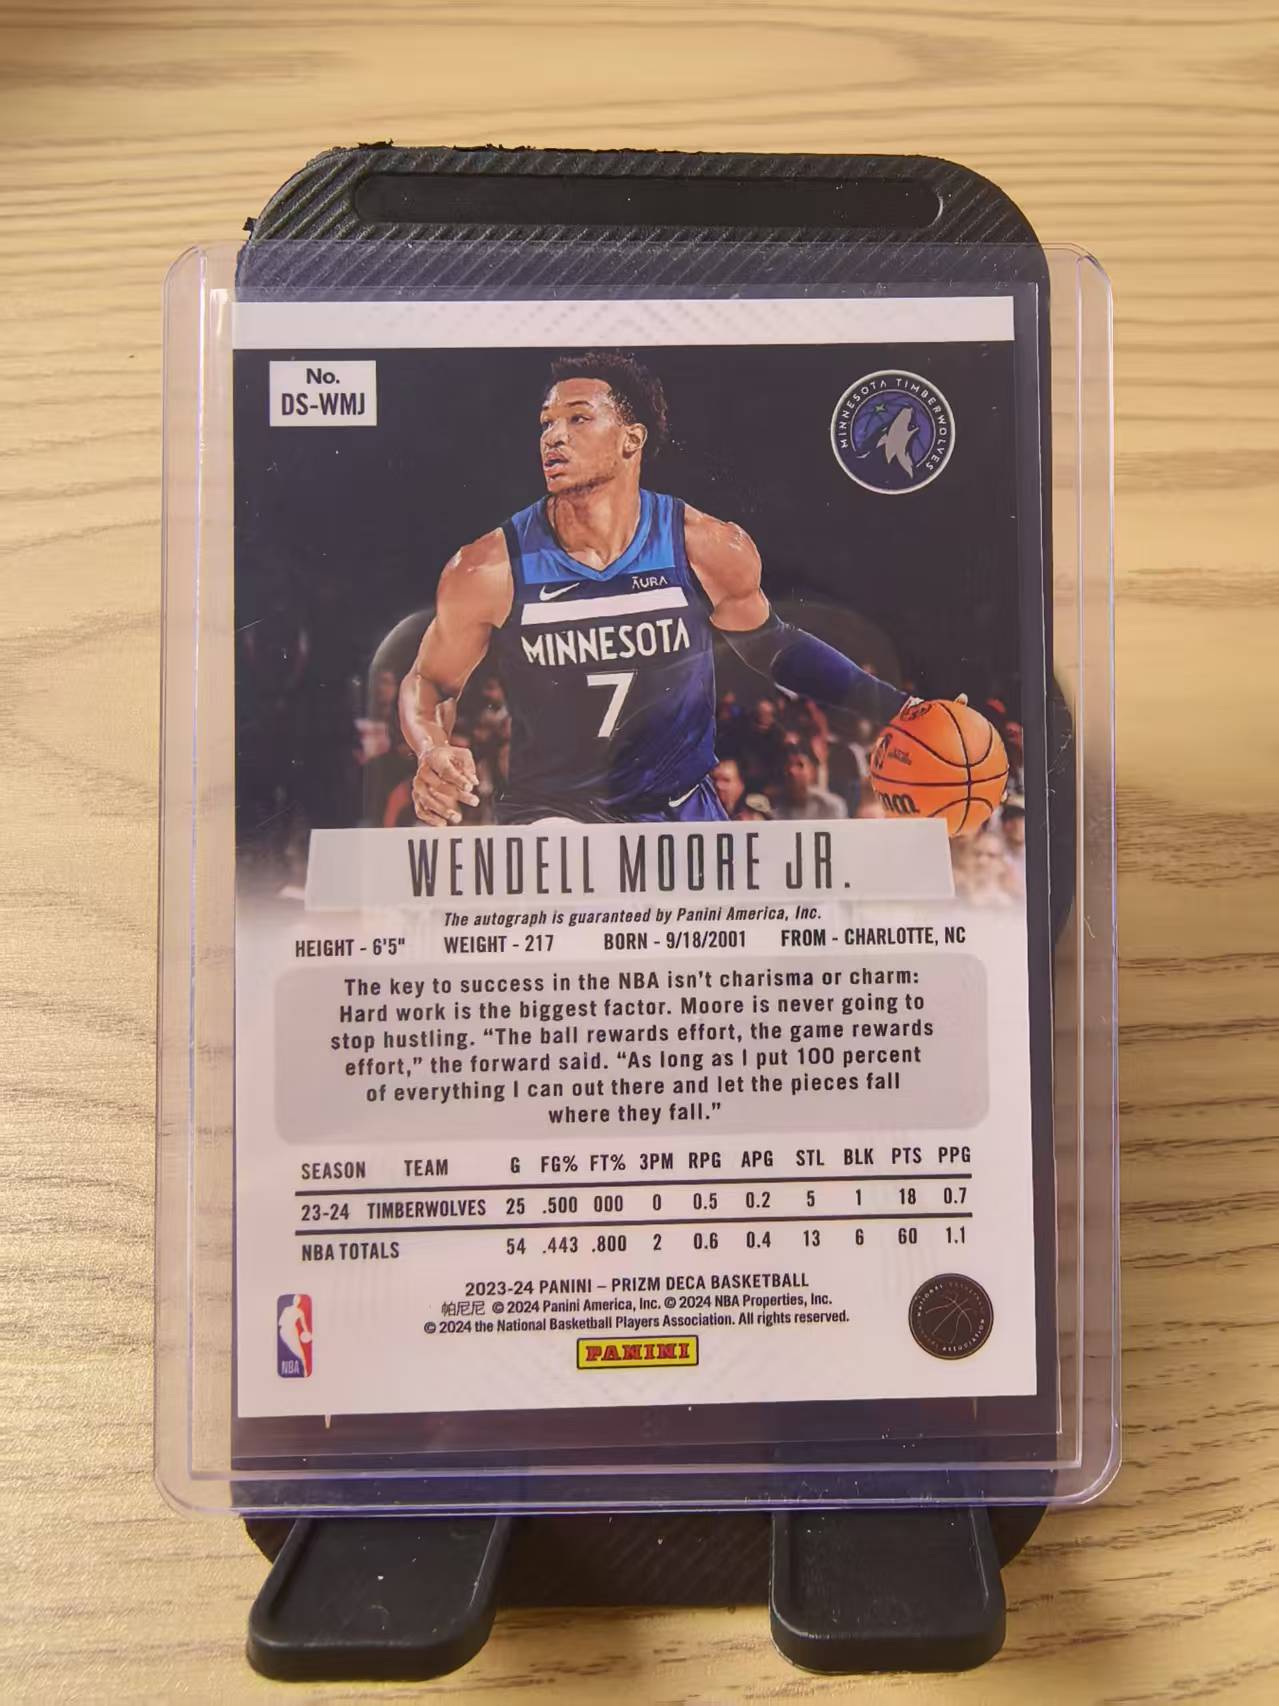 No.
DS-WMJ
MINNESOTA TIMBERWOLVES
AURA
MINNESOTA
7
WENDELL MOORE JR.
The autograph is guaranteed by Panini America, Inc.
HEIGHT - 6'5" WEIGHT - 217 BORN - 9/18/2001 FROM - CHARLOTTE, NC
The key to success in the NBA isn't charisma or charm:
Hard work is the biggest factor. Moore is never going to
stop hustling. “The ball rewards effort, the game rewards
effort,” the forward said. “As long as I put 100 percent
of everything I can out there and let the pieces fall
where they fall.”
SEASON TEAM G FG% FT% 3PM RPG APG STL BLK PTS PPG
23-24 TIMBERWOLVES 25 .500 000 0 0.5 0.2 5 1 18 0.7
NBA TOTALS 54 .443 .800 2 0.6 0.4 13 6 60 1.1
2023-24 PANINI – PRIZM DECA BASKETBALL
帕尼尼 © 2024 Panini America, Inc. © 2024 NBA Properties, Inc.
© 2024 the National Basketball Players Association. All rights reserved.
NBA
PANINI